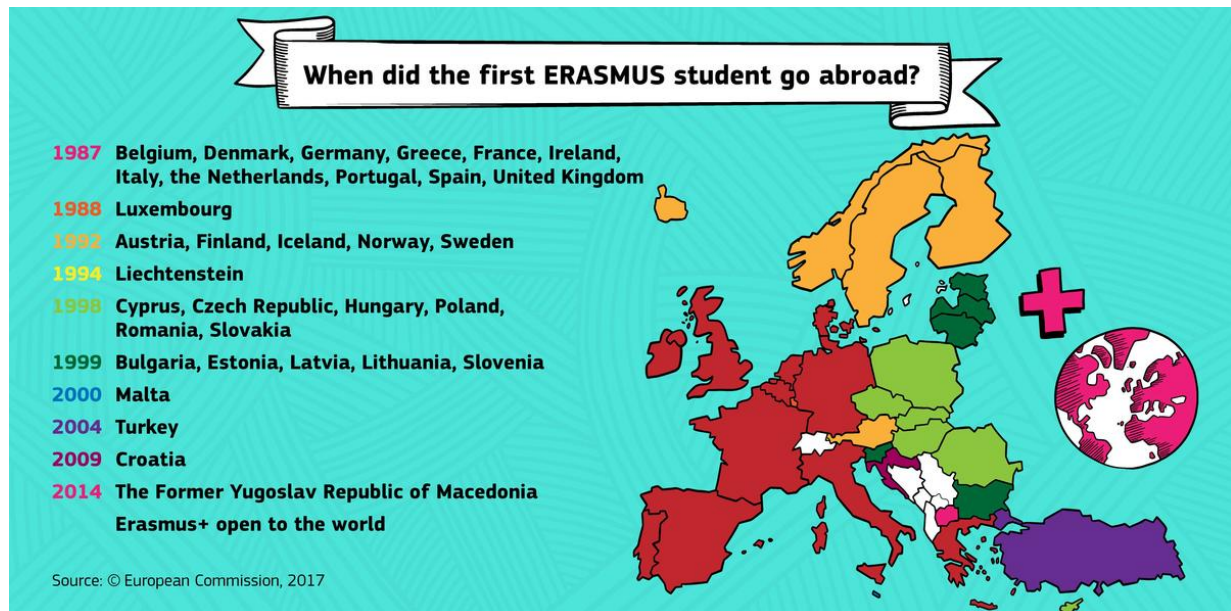 When did the first ERASMUS student go abroad?
1987 Belgium, Denmark, Germany, Greece, France, Ireland,
Italy, the Netherlands, Portugal, Spain, United Kingdom
1988 Luxembourg
1992 Austria, Finland, Iceland, Norway, Sweden
1994 Liechtenstein
1998 Cyprus, Czech Republic, Hungary, Poland,
Romania, Slovakia
1999 Bulgaria, Estonia, Latvia, Lithuania, Slovenia
2000 Malta
2004 Turkey
2009 Croatia
2014 The Former Yugoslav Republic of Macedonia
Erasmus+ open to the world
Source: © European Commission, 2017